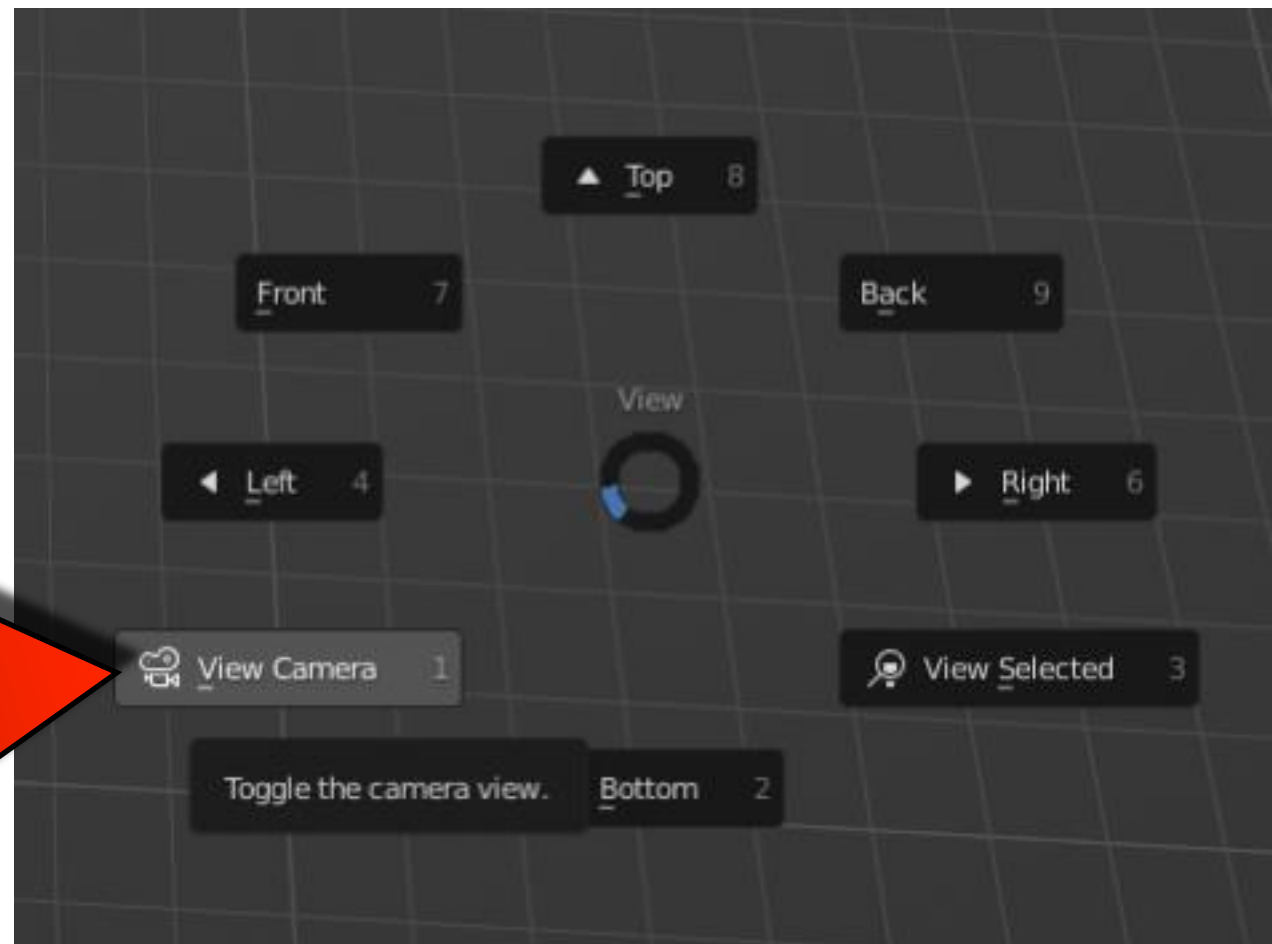 Top 8
Front 7
Back 9
View
Left 4
Right 6
View Camera 1
View Selected 3
Toggle the camera view.
Bottom 2